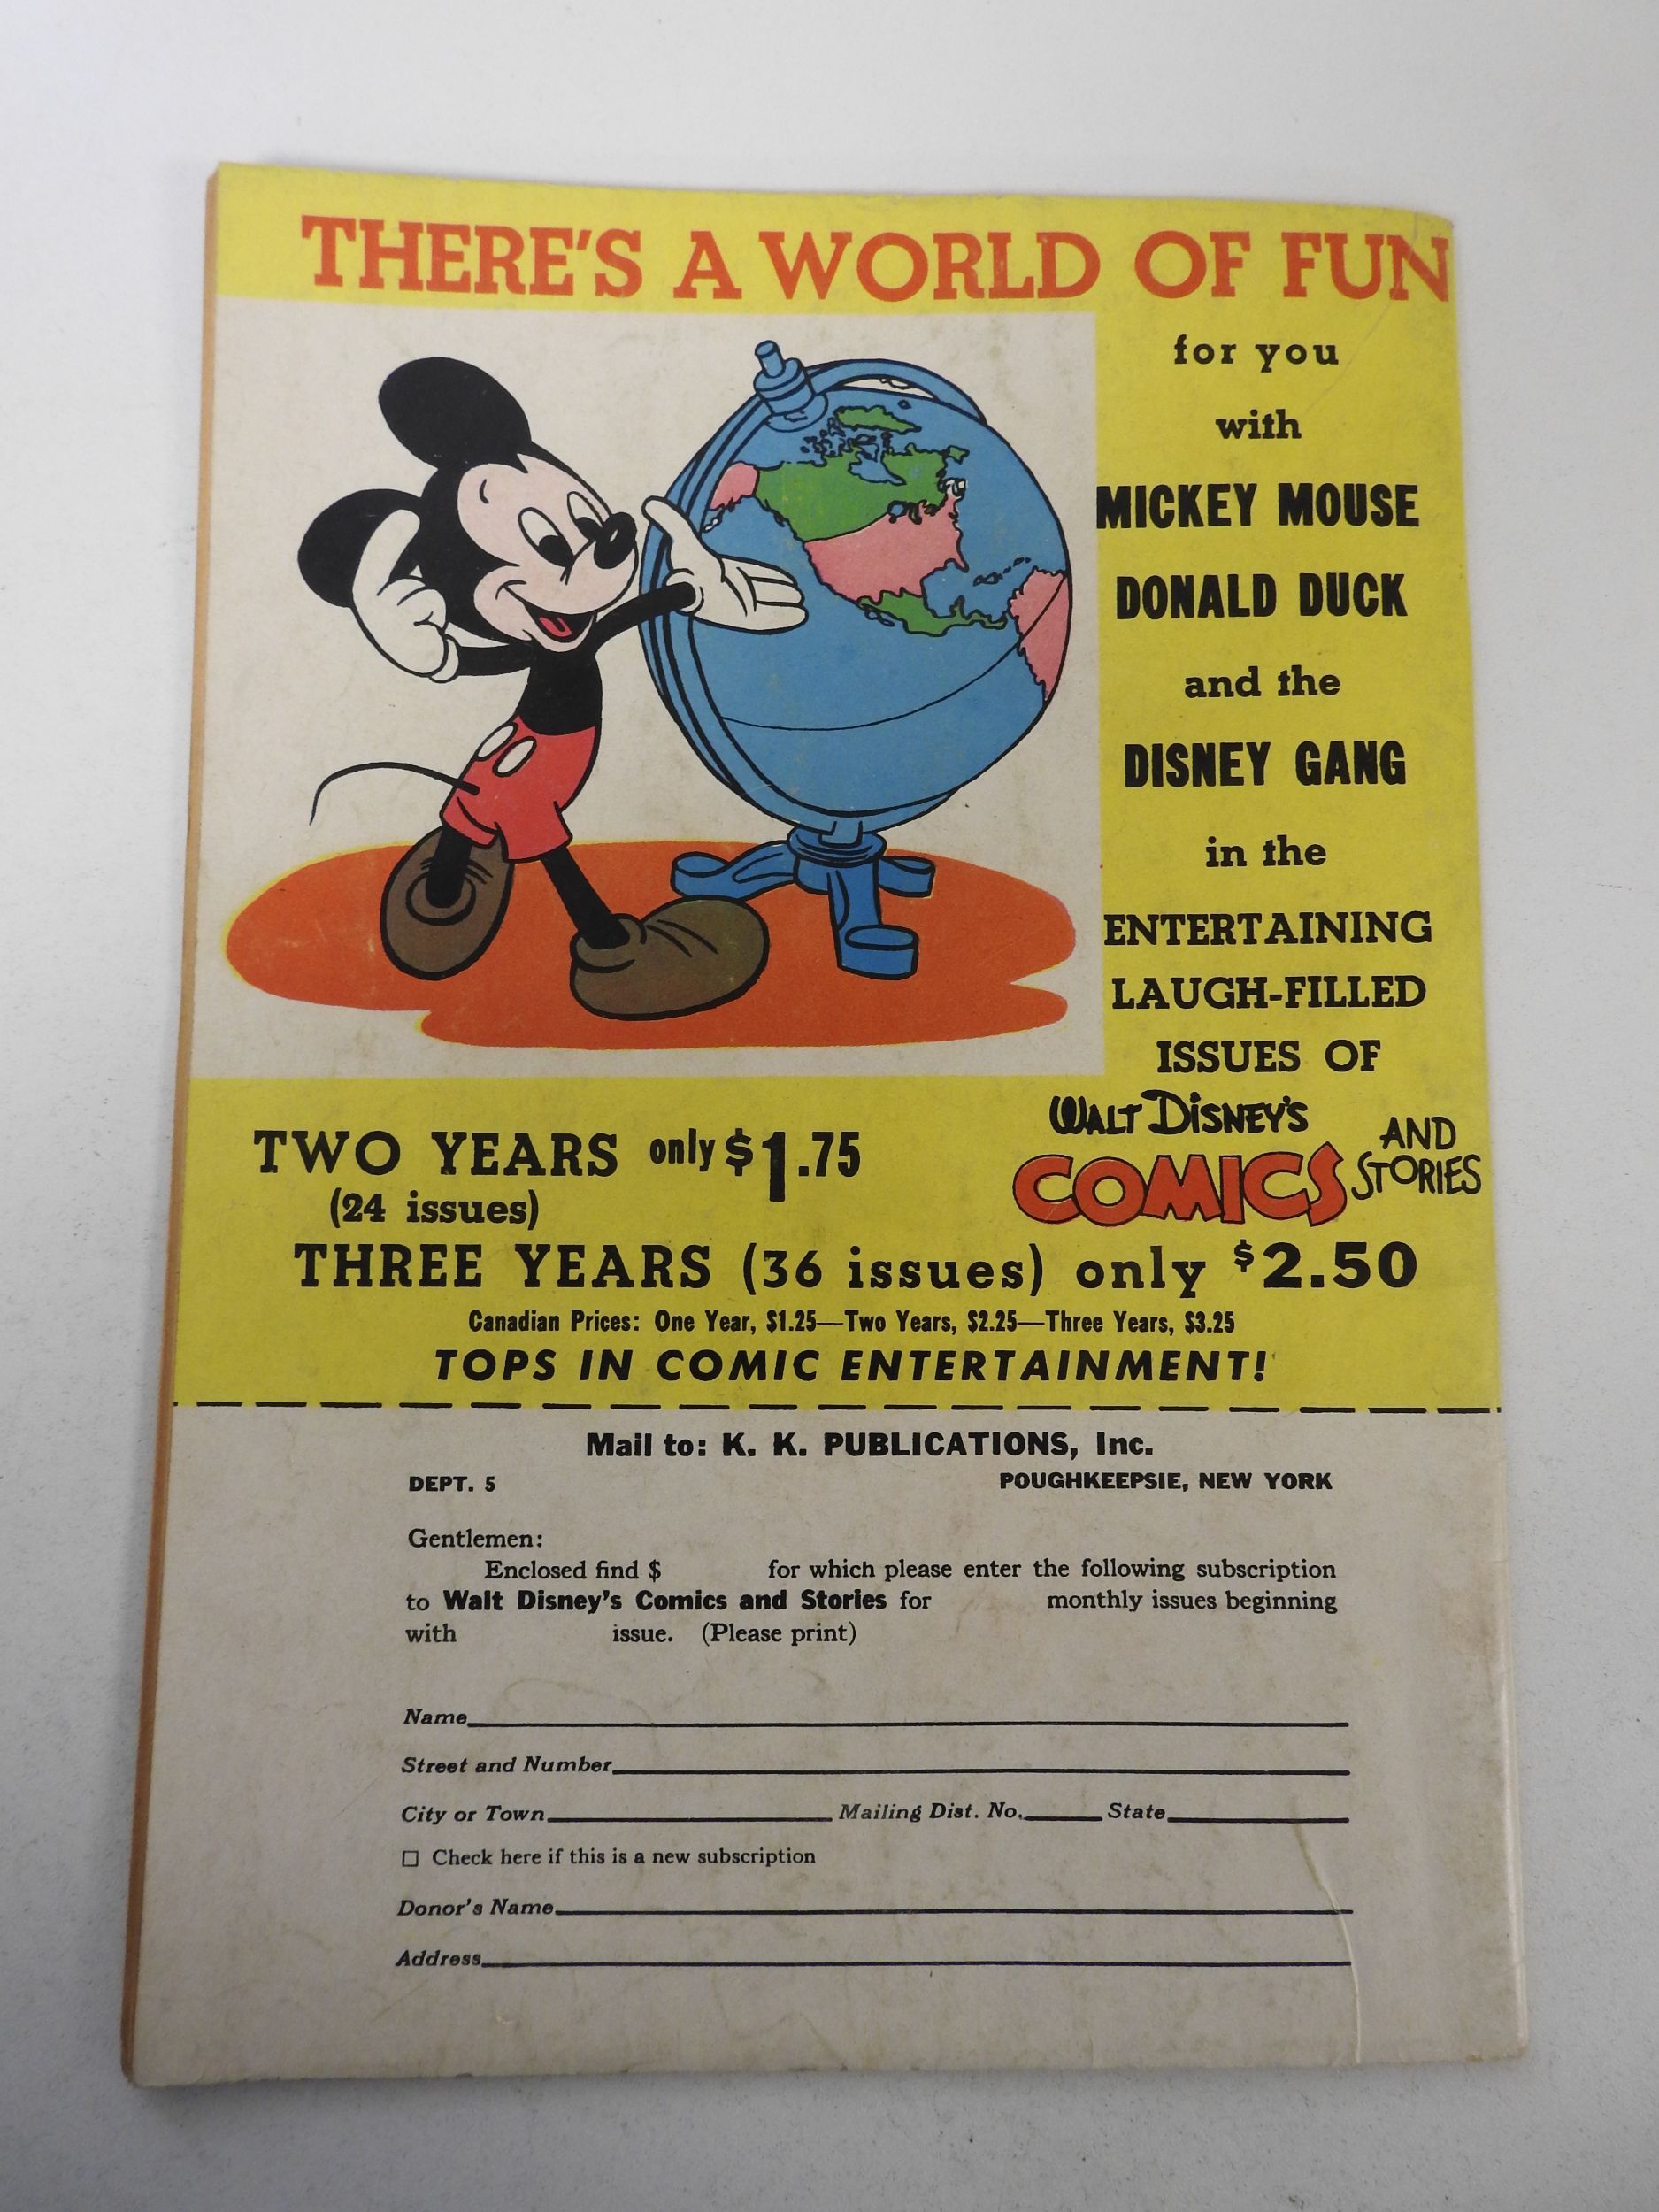 THERE'S A WORLD OF FUN
for you
with
MICKEY MOUSE
DONALD DUCK
and the
DISNEY GANG
in the
ENTERTAINING
LAUGH-FILLED
ISSUES OF
WALT DISNEY'S
COMICS AND STORIES
TWO YEARS only $1.75
(24 issues)
THREE YEARS (36 issues) only $2.50
Canadian Prices: One Year, $1.25—Two Years, $2.25—Three Years, $3.25
TOPS IN COMIC ENTERTAINMENT!
Mail to: K. K. PUBLICATIONS, Inc.
DEPT. 5 POUGHKEEPSIE, NEW YORK
Gentlemen:
Enclosed find $ for which please enter the following subscription
to Walt Disney's Comics and Stories for monthly issues beginning
with issue. (Please print)
Name
Street and Number
City or Town Mailing Dist. No. State
☐ Check here if this is a new subscription
Donor's Name
Address